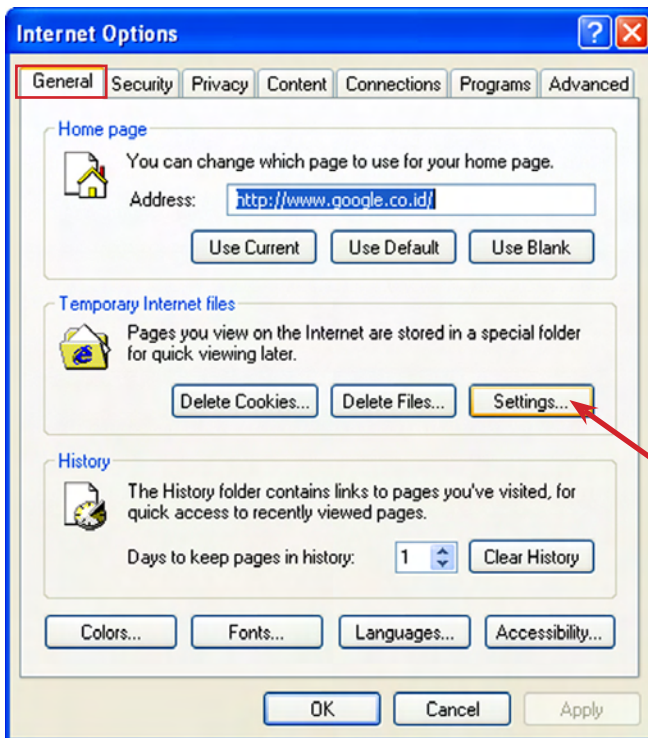 Internet Options
General Security Privacy Content Connections Programs Advanced
Home page
You can change which page to use for your home page.
Address: http://www.google.co.id/
Use Current Use Default Use Blank
Temporary Internet files
Pages you view on the Internet are stored in a special folder
for quick viewing later.
Delete Cookies... Delete Files... Settings...
History
The History folder contains links to pages you've visited, for
quick access to recently viewed pages.
Days to keep pages in history: 1 Clear History
Colors... Fonts... Languages... Accessibility...
OK Cancel Apply